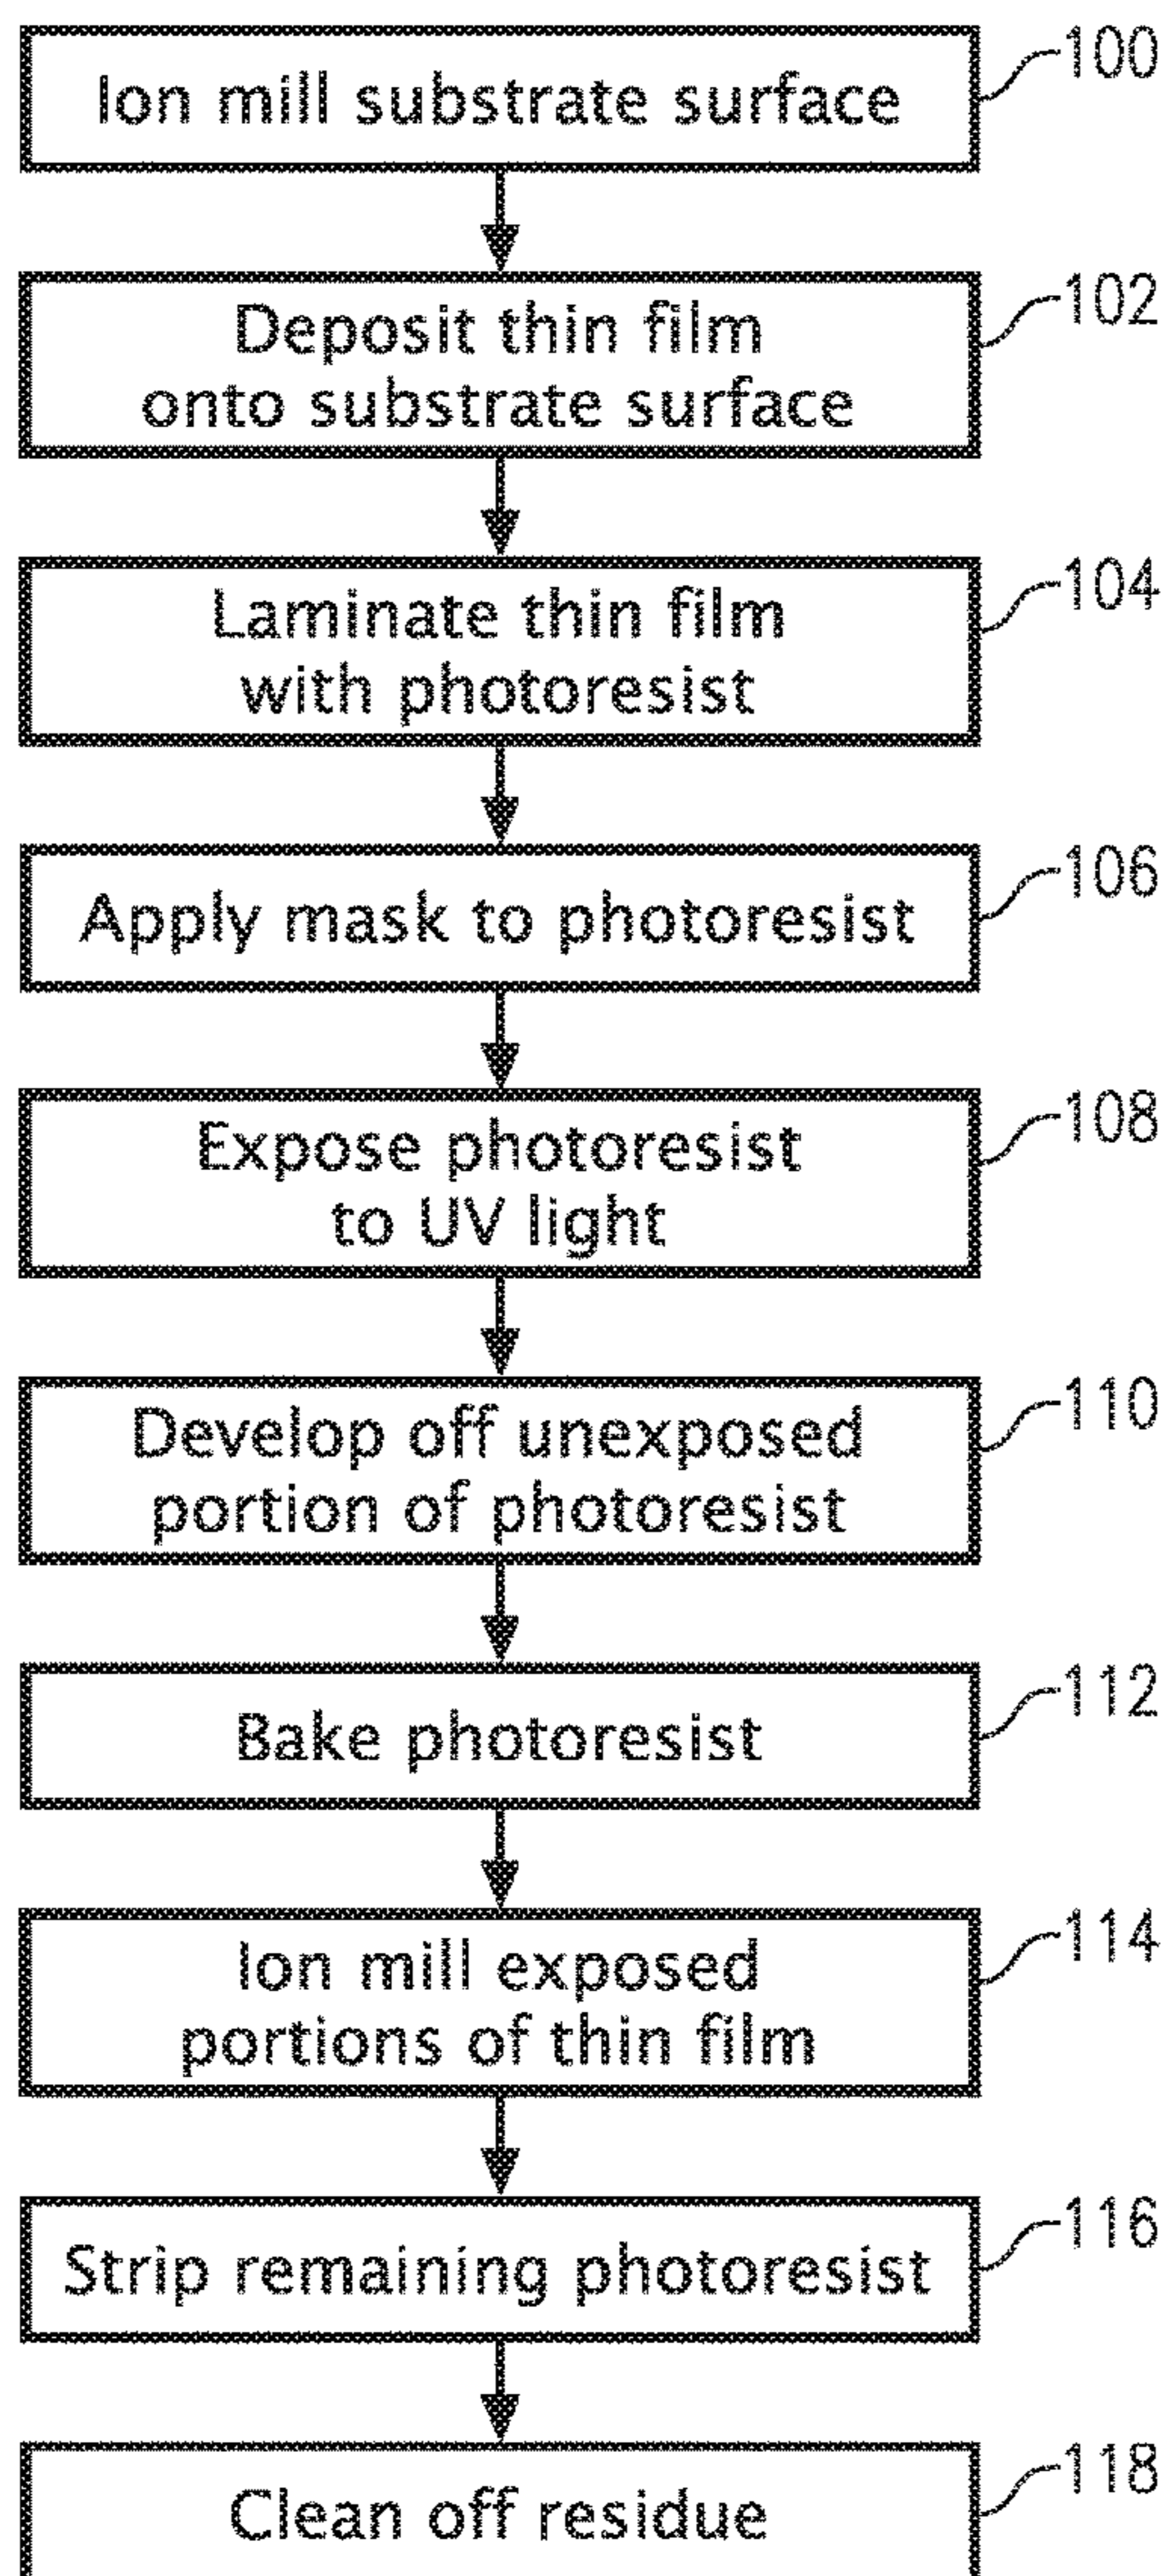 Ion mill substrate surface
100
Deposit thin film
onto substrate surface
102
Laminate thin film
with photoresist
104
Apply mask to photoresist
106
Expose photoresist
to UV light
108
Develop off unexposed
portion of photoresist
110
Bake photoresist
112
Ion mill exposed
portions of thin film
114
Strip remaining photoresist
116
Clean off residue
118